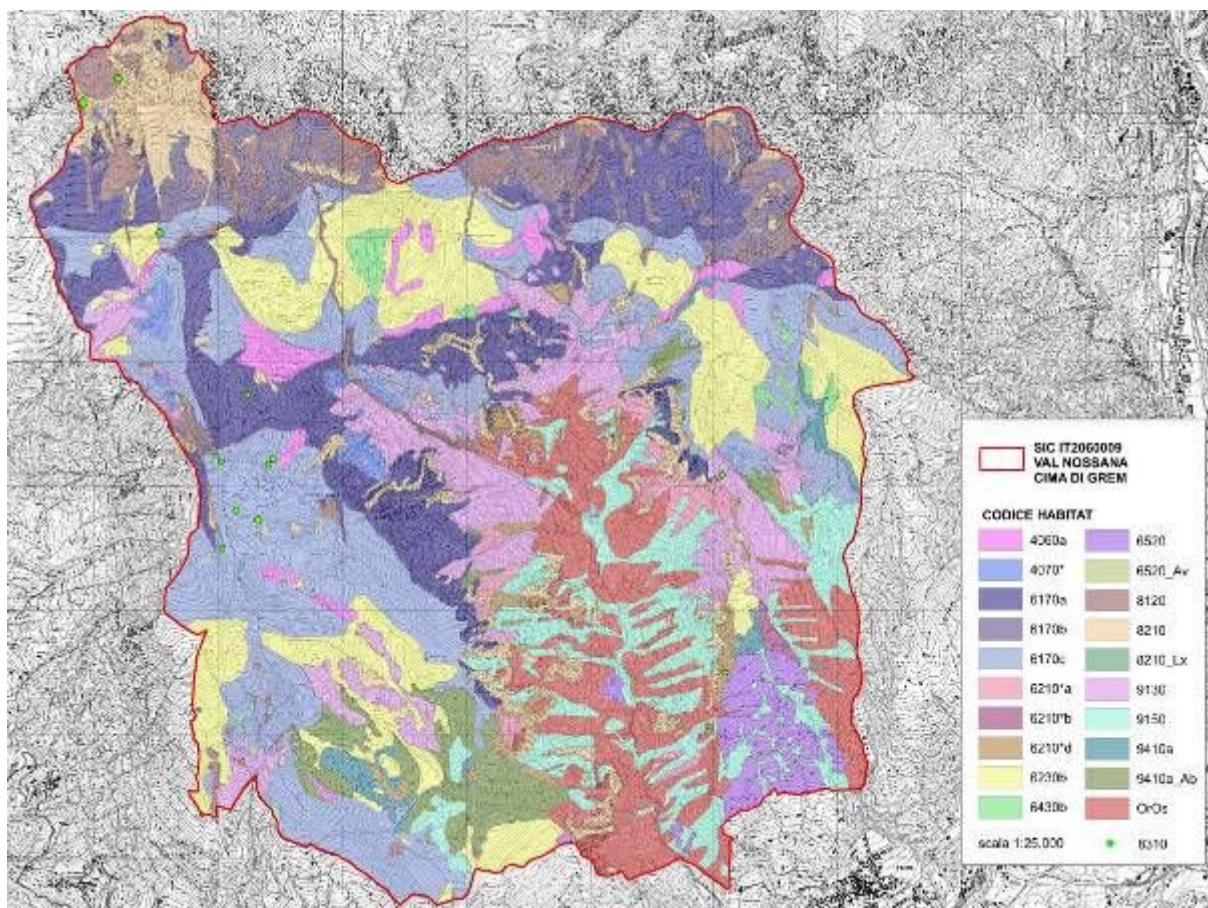 SIC IT2060009
VAL NOSSANA
CIMA DI GREM
CODICE HABITAT
4060a 6520
4070* 6520_Av
6170a 8120
6170b 8210
6170c 8210_Lx
6210*a 9130
6210*b 9150
6210*d 9410a
6230b 9410a_Ab
6430b OrOs
scala 1:25.000 8310